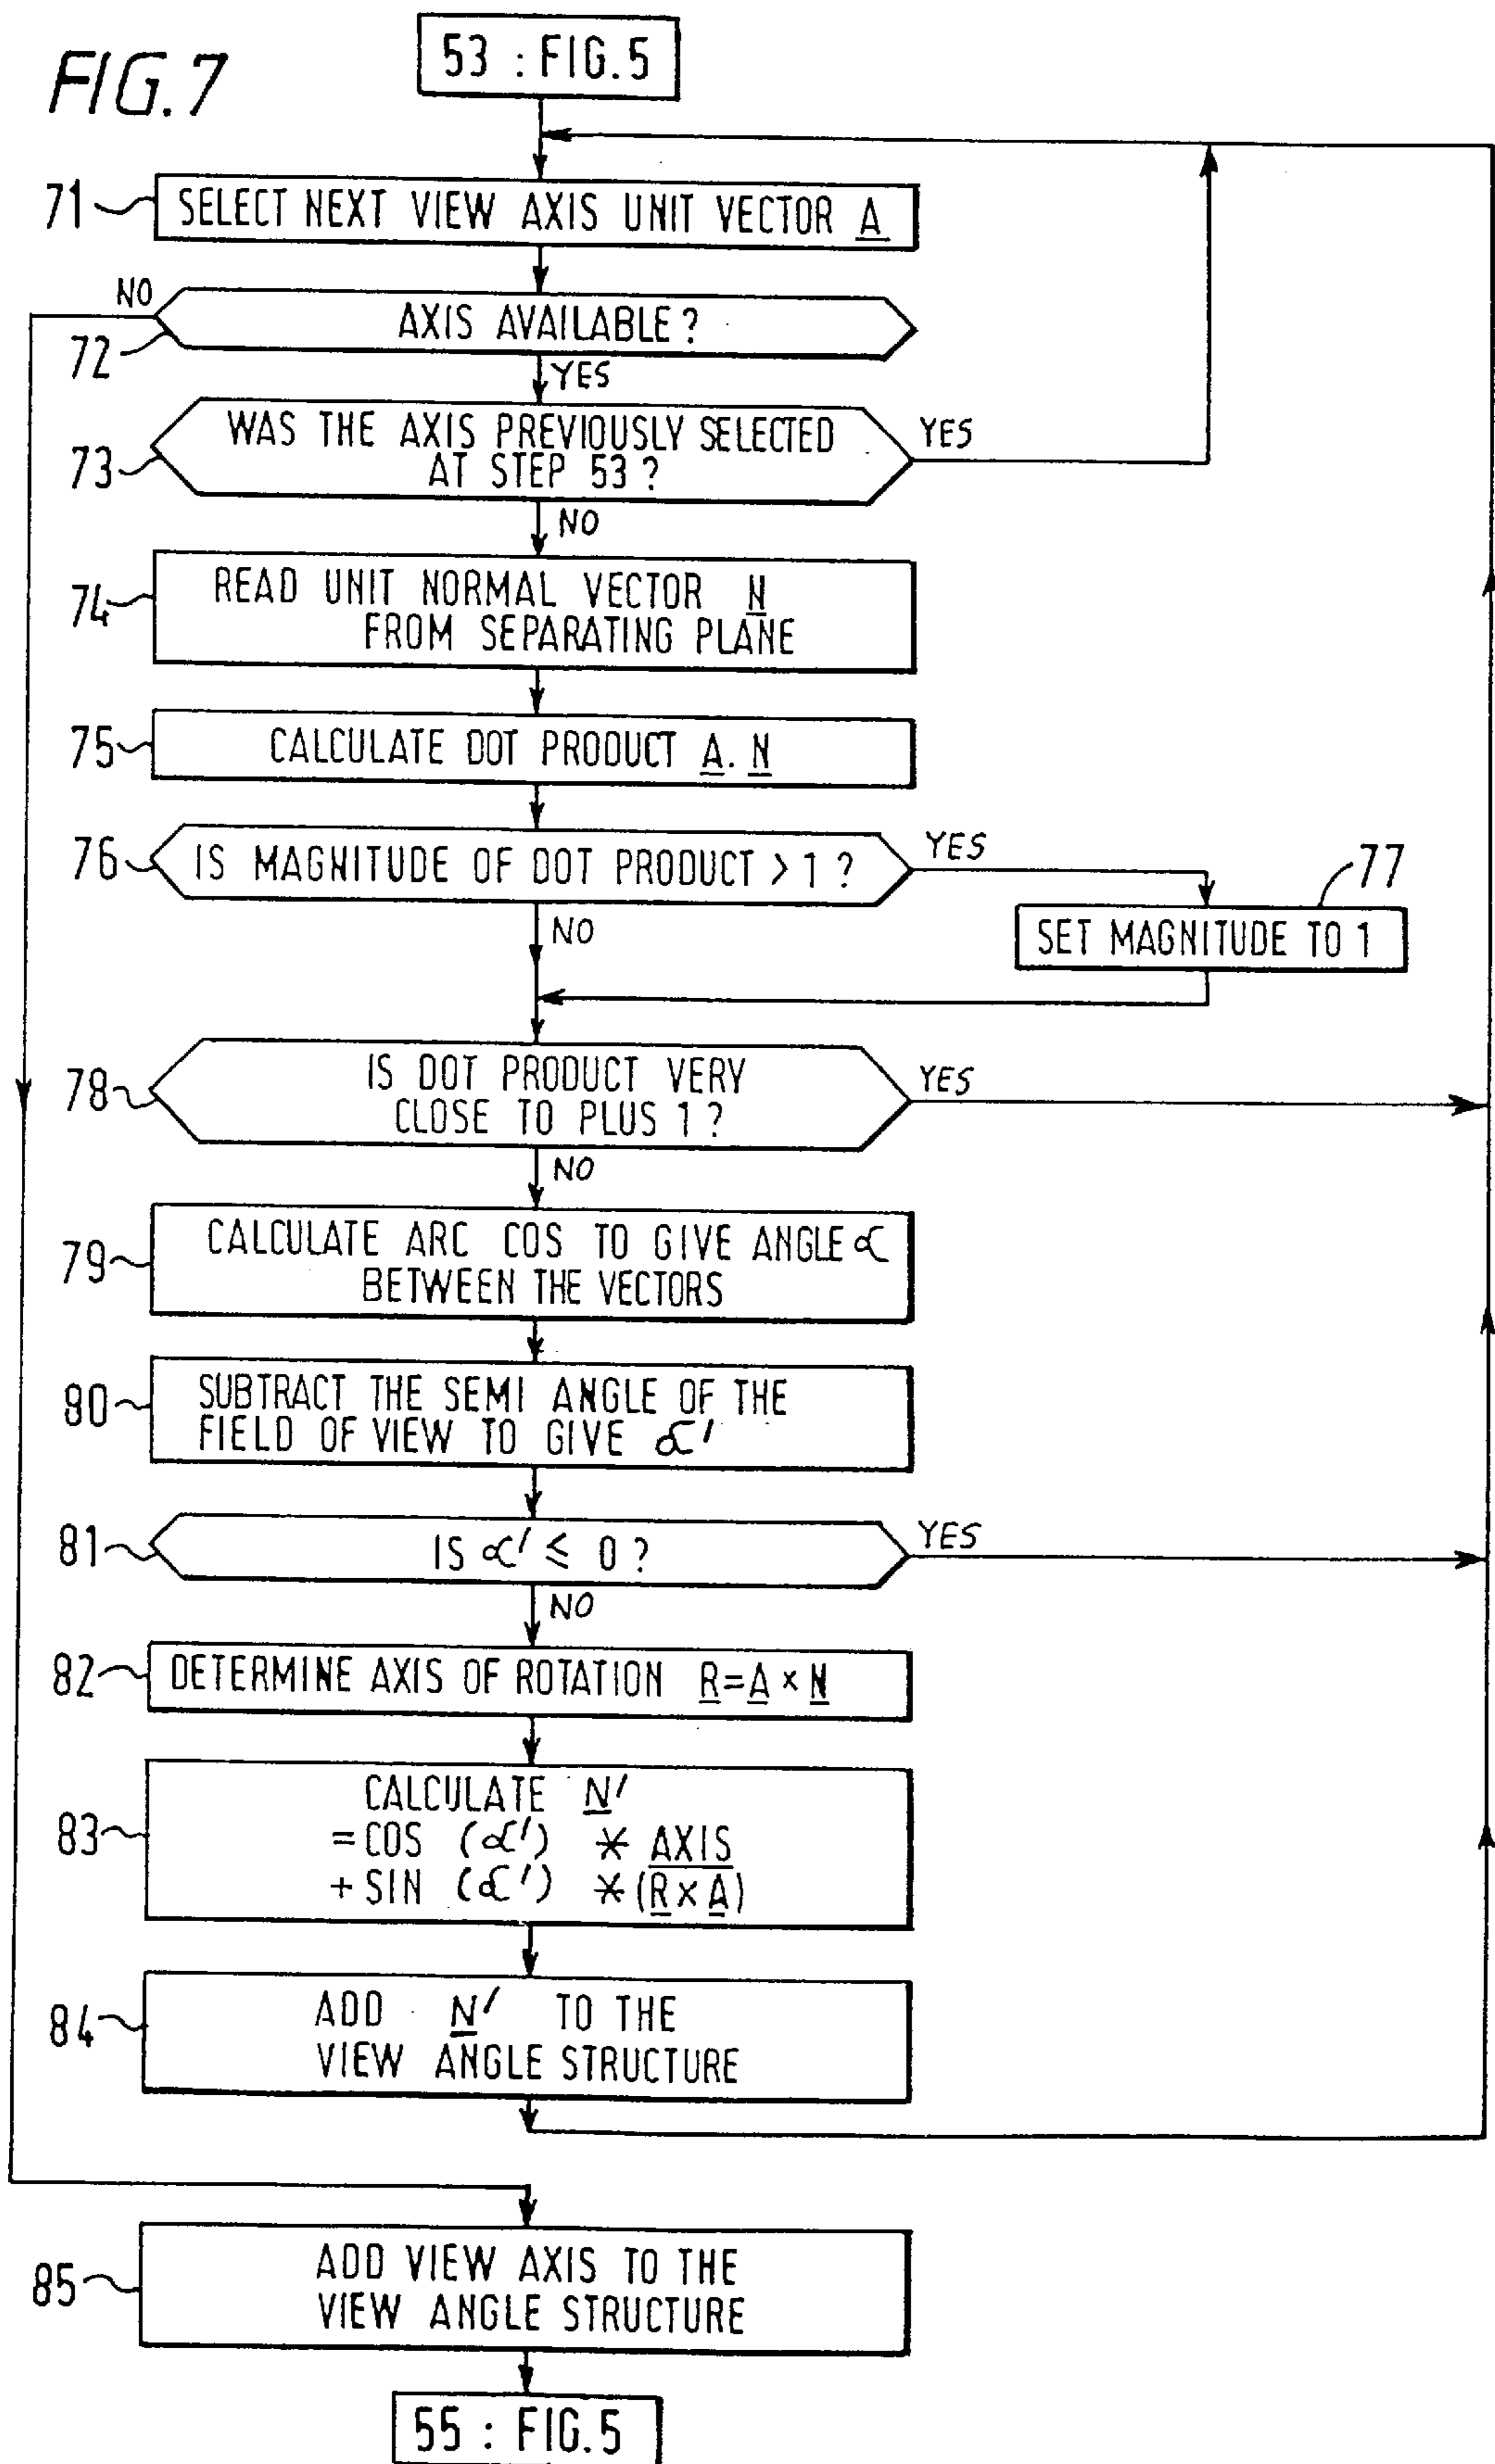 FIG. 7
53 : FIG. 5
71
SELECT NEXT VIEW AXIS UNIT VECTOR A
NO
72
AXIS AVAILABLE ?
YES
73
WAS THE AXIS PREVIOUSLY SELECTED
AT STEP 53 ?
YES
NO
74
READ UNIT NORMAL VECTOR N
FROM SEPARATING PLANE
75
CALCULATE DOT PRODUCT A. N
76
IS MAGNITUDE OF DOT PRODUCT > 1 ?
YES
77
NO
SET MAGNITUDE TO 1
78
IS DOT PRODUCT VERY
CLOSE TO PLUS 1 ?
YES
NO
79
CALCULATE ARC COS TO GIVE ANGLE ∝
BETWEEN THE VECTORS
80
SUBTRACT THE SEMI ANGLE OF THE
FIELD OF VIEW TO GIVE ∝'
81
IS ∝' ⩽ 0 ?
YES
NO
82
DETERMINE AXIS OF ROTATION R=A × N
83
CALCULATE N'
=COS (∝') * AXIS
+ SIN (∝') * (R × A)
84
ADD N' TO THE
VIEW ANGLE STRUCTURE
85
ADD VIEW AXIS TO THE
VIEW ANGLE STRUCTURE
55 : FIG. 5